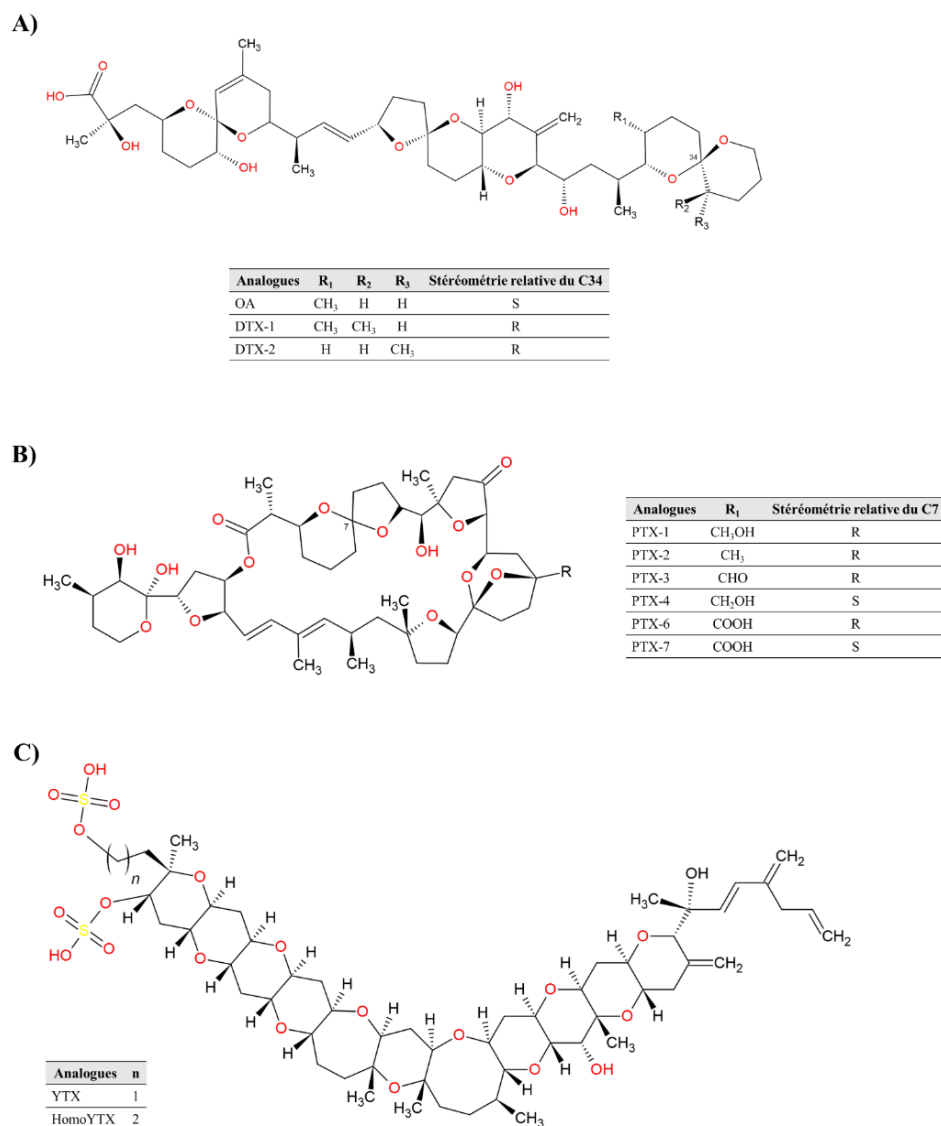 A)
CH₃
OH
O
HO
O
H
CH₂
R₁
O
O
34
H₃C
OH
O
OH
CH₃
O
O
H
O
OH
CH₃
O
R₂
R₃
Analogues R₁ R₂ R₃ Stéréométrie relative du C34
OA CH₃ H H S
DTX-1 CH₃ CH₃ H R
DTX-2 H H CH₃ R
B)
H₃C
O
H₃C
O
O
7
O
OH
O
OH
OH
O
H₃C
O
O
O
R
H₃C
O
O
CH₃
CH₃
Analogues R₁ Stéréométrie relative du C7
PTX-1 CH₃OH R
PTX-2 CH₃ R
PTX-3 CHO R
PTX-4 CH₂OH S
PTX-6 COOH R
PTX-7 COOH S
C)
OH
O
S
O
O
n
CH₃
O
H
H
O
O
S
HO
O
H
H
H
O
O
H
H
H
H
O
H
O
H
H
H
O
H
CH₃
O
CH₃
H
O
H
H
CH₃
O
H
H
O
H
O
H
OH
CH₃
O
H
H
CH₂
H₃C
OH
CH₂
CH₂
Analogues n
YTX 1
HomoYTX 2